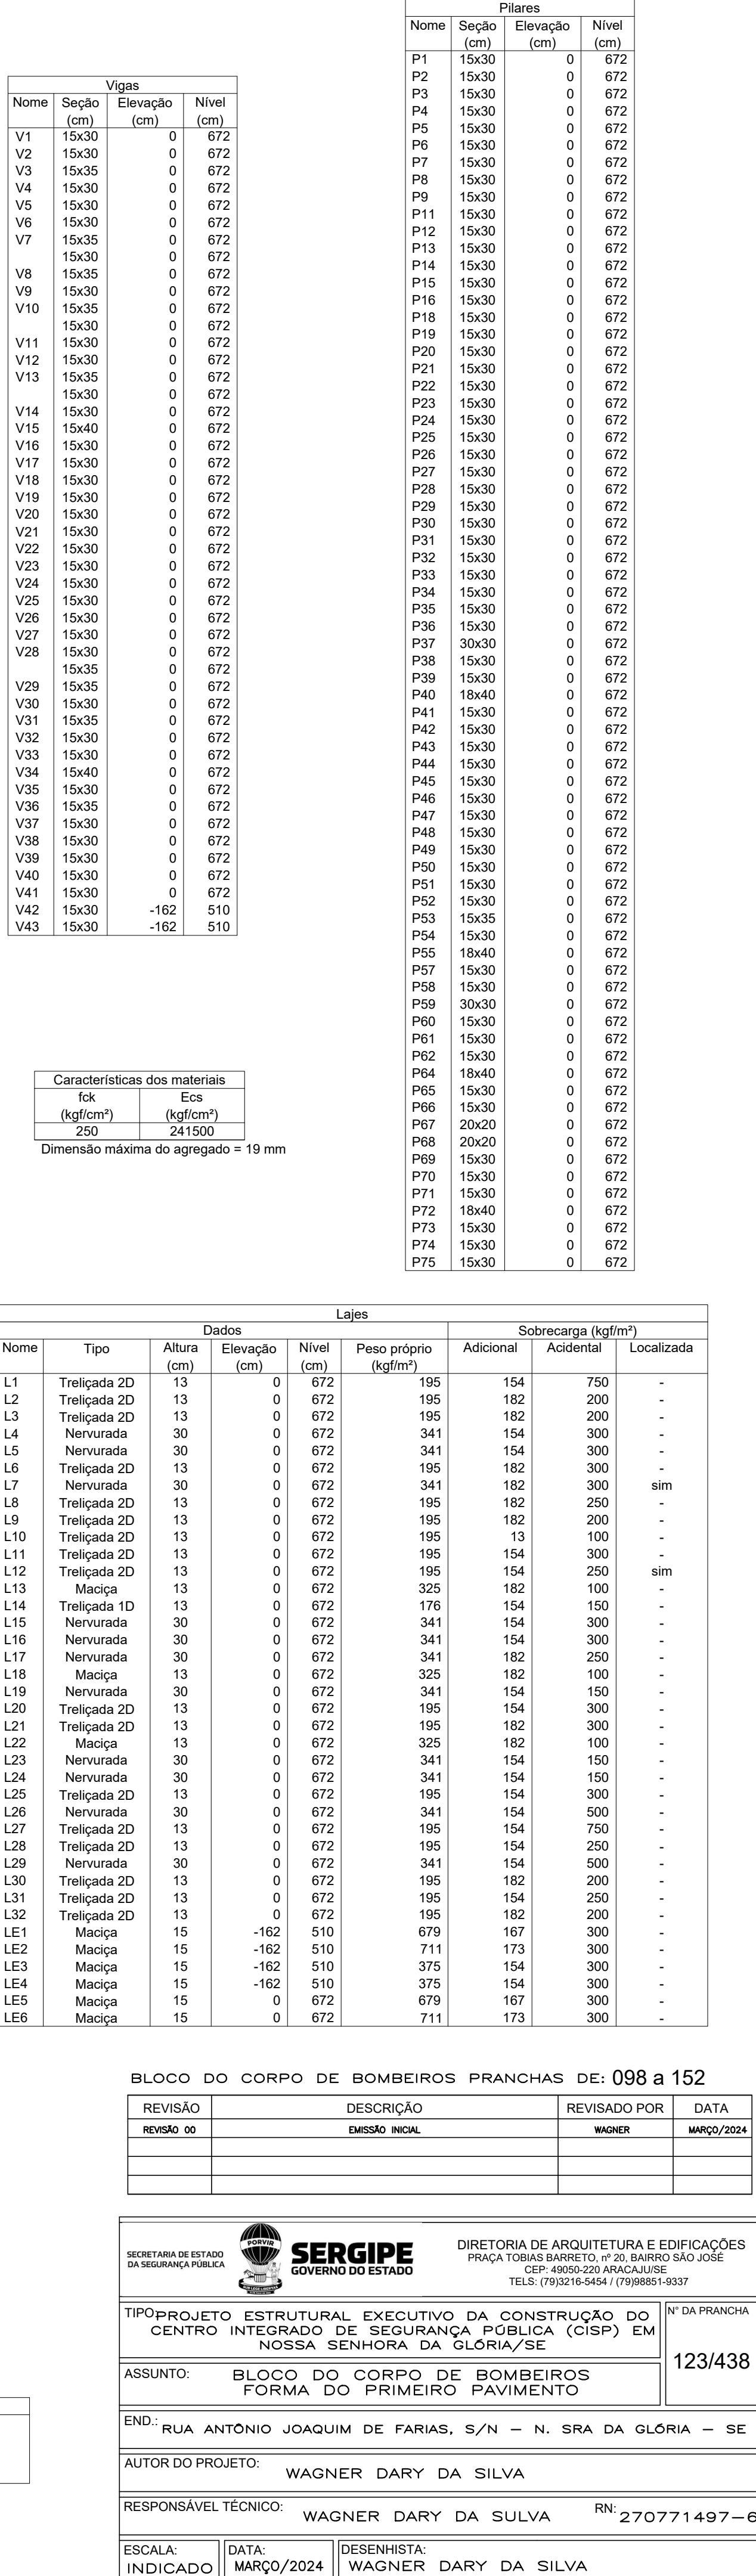 Pilares
Nome Seção Elevação Nível
(cm) (cm) (cm)
P1 15x30 0 672
P2 15x30 0 672
P3 15x30 0 672
P4 15x30 0 672
P5 15x30 0 672
P6 15x30 0 672
P7 15x30 0 672
P8 15x30 0 672
P9 15x30 0 672
P11 15x30 0 672
P12 15x30 0 672
P13 15x30 0 672
P14 15x30 0 672
P15 15x30 0 672
P16 15x30 0 672
P18 15x30 0 672
P19 15x30 0 672
P20 15x30 0 672
P21 15x30 0 672
P22 15x30 0 672
P23 15x30 0 672
P24 15x30 0 672
P25 15x30 0 672
P26 15x30 0 672
P27 15x30 0 672
P28 15x30 0 672
P29 15x30 0 672
P30 15x30 0 672
P31 15x30 0 672
P32 15x30 0 672
P33 15x30 0 672
P34 15x30 0 672
P35 15x30 0 672
P36 15x30 0 672
P37 30x30 0 672
P38 15x30 0 672
P39 15x30 0 672
P40 18x40 0 672
P41 15x30 0 672
P42 15x30 0 672
P43 15x30 0 672
P44 15x30 0 672
P45 15x30 0 672
P46 15x30 0 672
P47 15x30 0 672
P48 15x30 0 672
P49 15x30 0 672
P50 15x30 0 672
P51 15x30 0 672
P52 15x30 0 672
P53 15x35 0 672
P54 15x30 0 672
P55 18x40 0 672
P57 15x30 0 672
P58 15x30 0 672
P59 30x30 0 672
P60 15x30 0 672
P61 15x30 0 672
P62 15x30 0 672
P64 18x40 0 672
P65 15x30 0 672
P66 15x30 0 672
P67 20x20 0 672
P68 20x20 0 672
P69 15x30 0 672
P70 15x30 0 672
P71 15x30 0 672
P72 18x40 0 672
P73 15x30 0 672
P74 15x30 0 672
P75 15x30 0 672
Vigas
Nome Seção Elevação Nível
(cm) (cm) (cm)
V1 15x30 0 672
V2 15x30 0 672
V3 15x35 0 672
V4 15x30 0 672
V5 15x30 0 672
V6 15x30 0 672
V7 15x35 0 672
15x30 0 672
V8 15x35 0 672
V9 15x30 0 672
V10 15x35 0 672
15x30 0 672
V11 15x30 0 672
V12 15x30 0 672
V13 15x35 0 672
15x30 0 672
V14 15x30 0 672
V15 15x40 0 672
V16 15x30 0 672
V17 15x30 0 672
V18 15x30 0 672
V19 15x30 0 672
V20 15x30 0 672
V21 15x30 0 672
V22 15x30 0 672
V23 15x30 0 672
V24 15x30 0 672
V25 15x30 0 672
V26 15x30 0 672
V27 15x30 0 672
V28 15x30 0 672
15x35 0 672
V29 15x35 0 672
V30 15x30 0 672
V31 15x35 0 672
V32 15x30 0 672
V33 15x30 0 672
V34 15x40 0 672
V35 15x30 0 672
V36 15x35 0 672
V37 15x30 0 672
V38 15x30 0 672
V39 15x30 0 672
V40 15x30 0 672
V41 15x30 0 672
V42 15x30 -162 510
V43 15x30 -162 510
Características dos materiais
fck Ecs
(kgf/cm²) (kgf/cm²)
250 241500
Dimensão máxima do agregado = 19 mm
Lajes
Dados Sobrecarga (kgf/m²)
Nome Tipo Altura Elevação Nível Peso próprio Adicional Acidental Localizada
(cm) (cm) (cm) (kgf/m²)
L1 Treliçada 2D 13 0 672 195 154 750 -
L2 Treliçada 2D 13 0 672 195 182 200 -
L3 Treliçada 2D 13 0 672 195 182 200 -
L4 Nervurada 30 0 672 341 154 300 -
L5 Nervurada 30 0 672 341 154 300 -
L6 Treliçada 2D 13 0 672 195 182 300 -
L7 Nervurada 30 0 672 341 182 300 sim
L8 Treliçada 2D 13 0 672 195 182 250 -
L9 Treliçada 2D 13 0 672 195 182 200 -
L10 Treliçada 2D 13 0 672 195 13 100 -
L11 Treliçada 2D 13 0 672 195 154 300 -
L12 Treliçada 2D 13 0 672 195 154 250 sim
L13 Maciça 13 0 672 325 182 100 -
L14 Treliçada 1D 13 0 672 176 154 150 -
L15 Nervurada 30 0 672 341 154 300 -
L16 Nervurada 30 0 672 341 154 300 -
L17 Nervurada 30 0 672 341 154 250 -
L18 Maciça 13 0 672 325 182 100 -
L19 Nervurada 30 0 672 341 154 150 -
L20 Treliçada 2D 13 0 672 195 154 300 -
L21 Treliçada 2D 13 0 672 195 182 300 -
L22 Maciça 13 0 672 325 182 100 -
L23 Nervurada 30 0 672 341 154 150 -
L24 Nervurada 30 0 672 341 154 150 -
L25 Treliçada 2D 13 0 672 195 154 300 -
L26 Nervurada 30 0 672 341 154 500 -
L27 Treliçada 2D 13 0 672 195 154 750 -
L28 Treliçada 2D 13 0 672 195 154 250 -
L29 Nervurada 30 0 672 341 154 500 -
L30 Treliçada 2D 13 0 672 195 182 200 -
L31 Treliçada 2D 13 0 672 195 154 250 -
L32 Treliçada 2D 13 0 672 195 182 200 -
LE1 Maciça 15 -162 510 679 167 300 -
LE2 Maciça 15 -162 510 711 173 300 -
LE3 Maciça 15 -162 510 375 154 300 -
LE4 Maciça 15 -162 510 375 154 300 -
LE5 Maciça 15 0 672 679 167 300 -
LE6 Maciça 15 0 672 711 173 300 -
BLOCO DO CORPO DE BOMBEIROS PRANCHAS DE: 098 a 152
REVISÃO DESCRIÇÃO REVISADO POR DATA
REVISÃO 00 EMISSÃO INICIAL WAGNER MARÇO/2024
SECRETARIA DE ESTADO
DA SEGURANÇA PÚBLICA
PORVIR
SERGIPE
GOVERNO DO ESTADO
DIRETORIA DE ARQUITETURA E EDIFICAÇÕES
PRAÇA TOBIAS BARRETO, nº 20, BAIRRO SÃO JOSÉ
CEP: 49050-220 ARACAJU/SE
TELS: (79)3216-5454 / (79)98851-9337
TIPO:PROJETO ESTRUTURAL EXECUTIVO DA CONSTRUÇÃO DO
CENTRO INTEGRADO DE SEGURANÇA PÚBLICA (CISP) EM
NOSSA SENHORA DA GLÓRIA/SE
N° DA PRANCHA
123/438
ASSUNTO: BLOCO DO CORPO DE BOMBEIROS
FORMA DO PRIMEIRO PAVIMENTO
END.: RUA ANTÔNIO JOAQUIM DE FARIAS, S/N – N. SRA DA GLÓRIA – SE
AUTOR DO PROJETO: WAGNER DARY DA SILVA
RESPONSÁVEL TÉCNICO: WAGNER DARY DA SULVA RN: 270771497–6
ESCALA: DATA: DESENHISTA:
INDICADO MARÇO/2024 WAGNER DARY DA SILVA